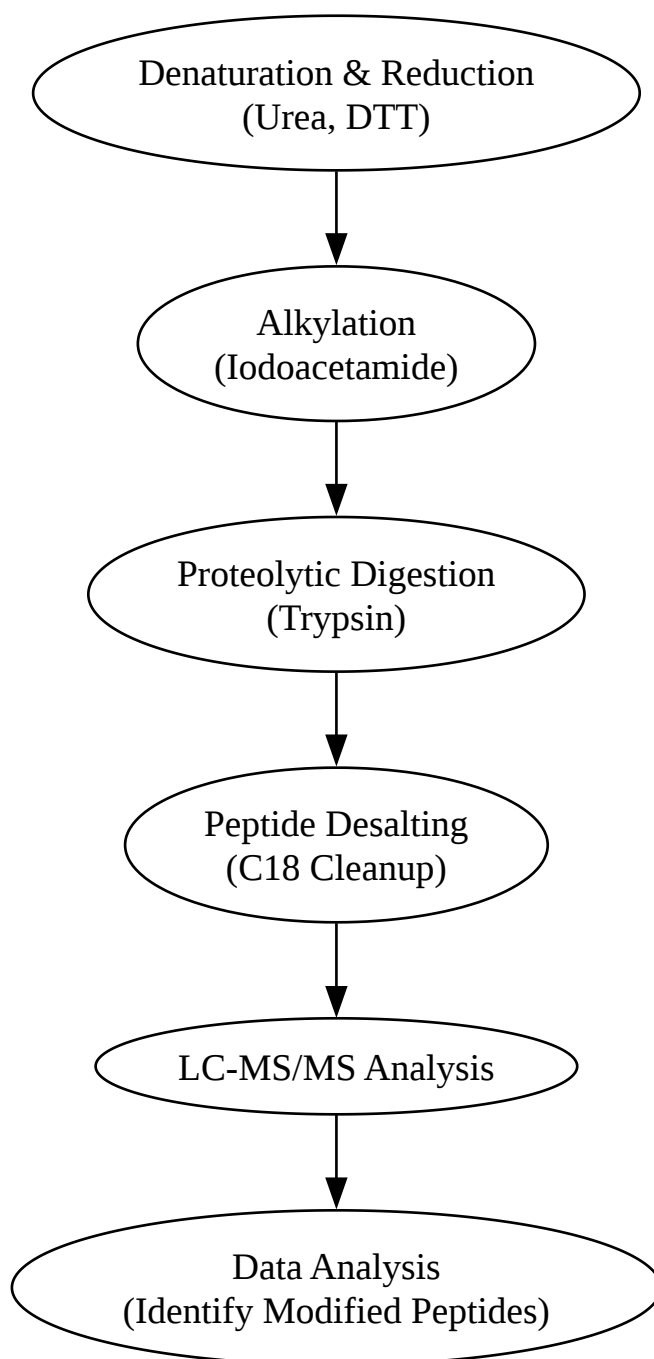 Denaturation & Reduction
(Urea, DTT)
Alkylation
(Iodoacetamide)
Proteolytic Digestion
(Trypsin)
Peptide Desalting
(C18 Cleanup)
LC-MS/MS Analysis
Data Analysis
(Identify Modified Peptides)